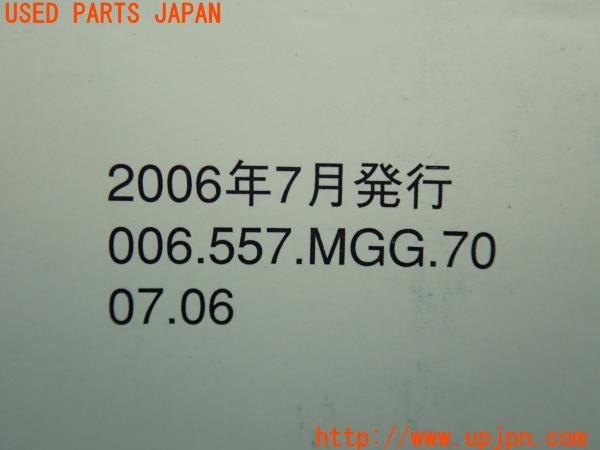 USED PARTS JAPAN
2006年7月発行
006.557.MGG.70
07.06
http://www.upjpn.com